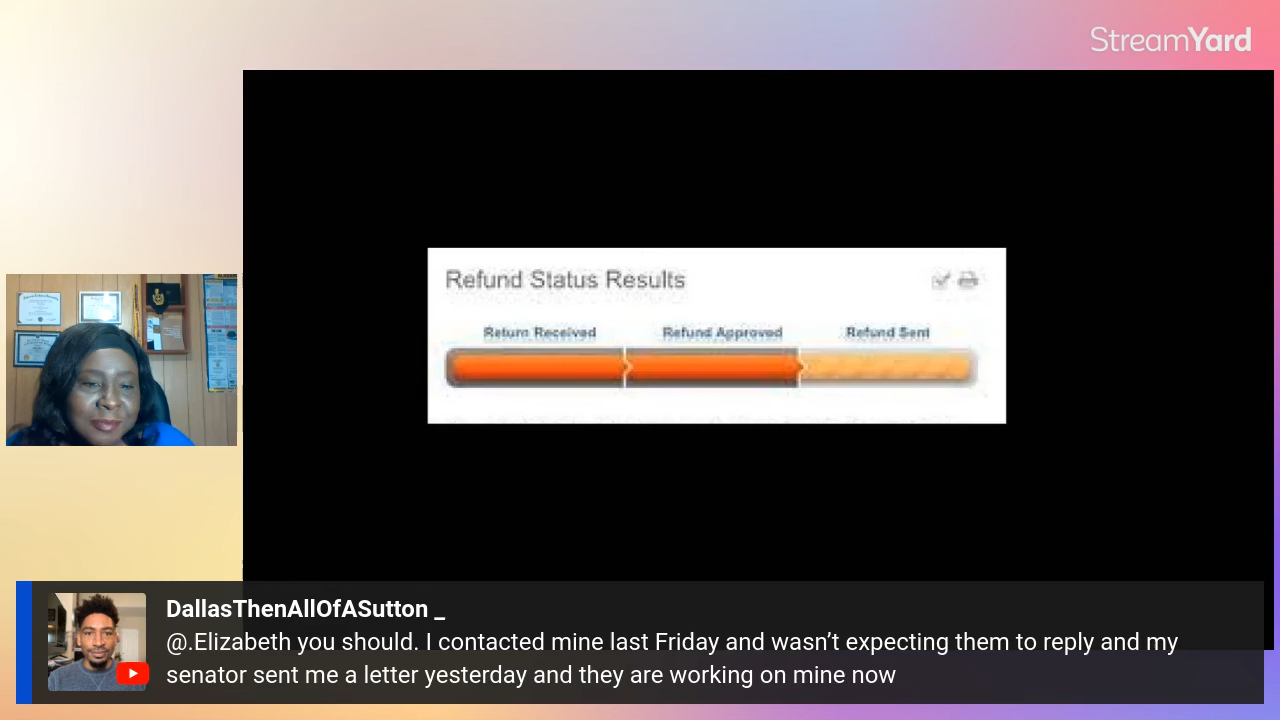 StreamYard
Refund Status Results
Return Received Refund Approved Refund Sent
DallasThenAllOfASutton _
@.Elizabeth you should. I contacted mine last Friday and wasn’t expecting them to reply and my
senator sent me a letter yesterday and they are working on mine now